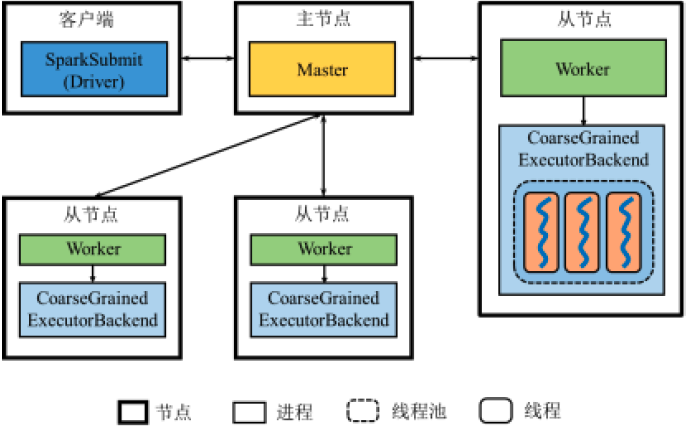 客户端
SparkSubmit
(Driver)
主节点
Master
从节点
Worker
CoarseGrained
ExecutorBackend
从节点
Worker
CoarseGrained
ExecutorBackend
从节点
Worker
CoarseGrained
ExecutorBackend
节点
进程
线程池
线程